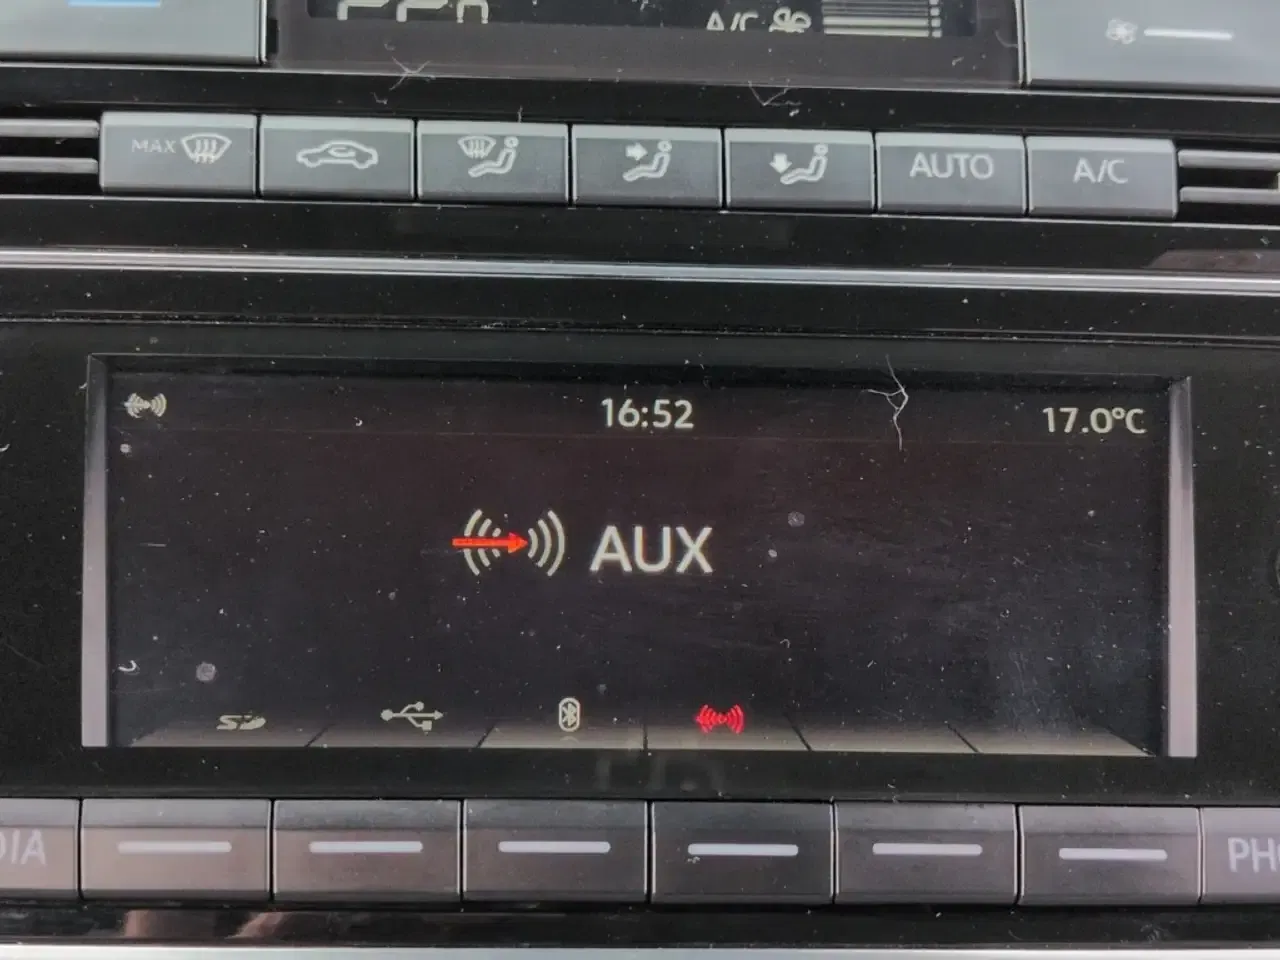 A/C
MAX AUTO A/C
16:52 17.0°C
AUX